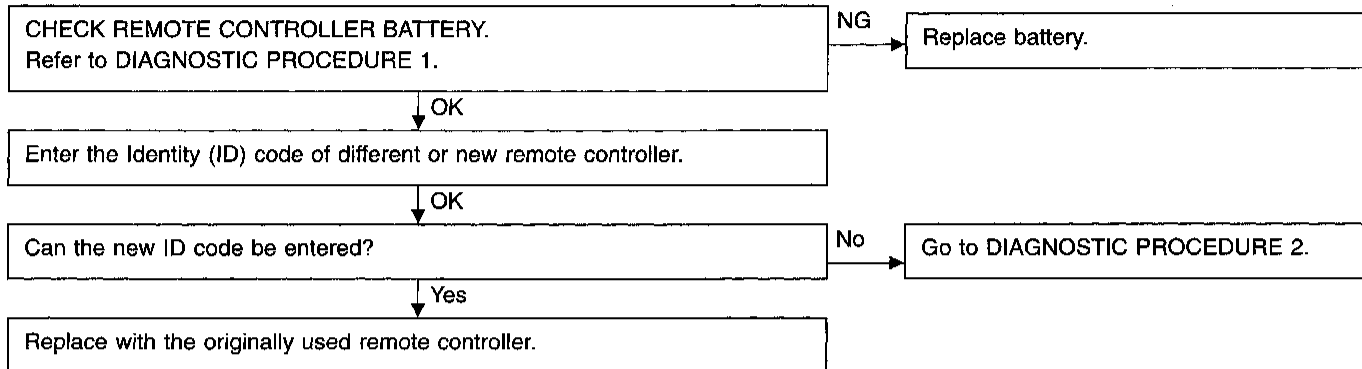 CHECK REMOTE CONTROLLER BATTERY.
Refer to DIAGNOSTIC PROCEDURE 1.
NG
Replace battery.
OK
Enter the Identity (ID) code of different or new remote controller.
OK
Can the new ID code be entered?
No
Go to DIAGNOSTIC PROCEDURE 2.
Yes
Replace with the originally used remote controller.